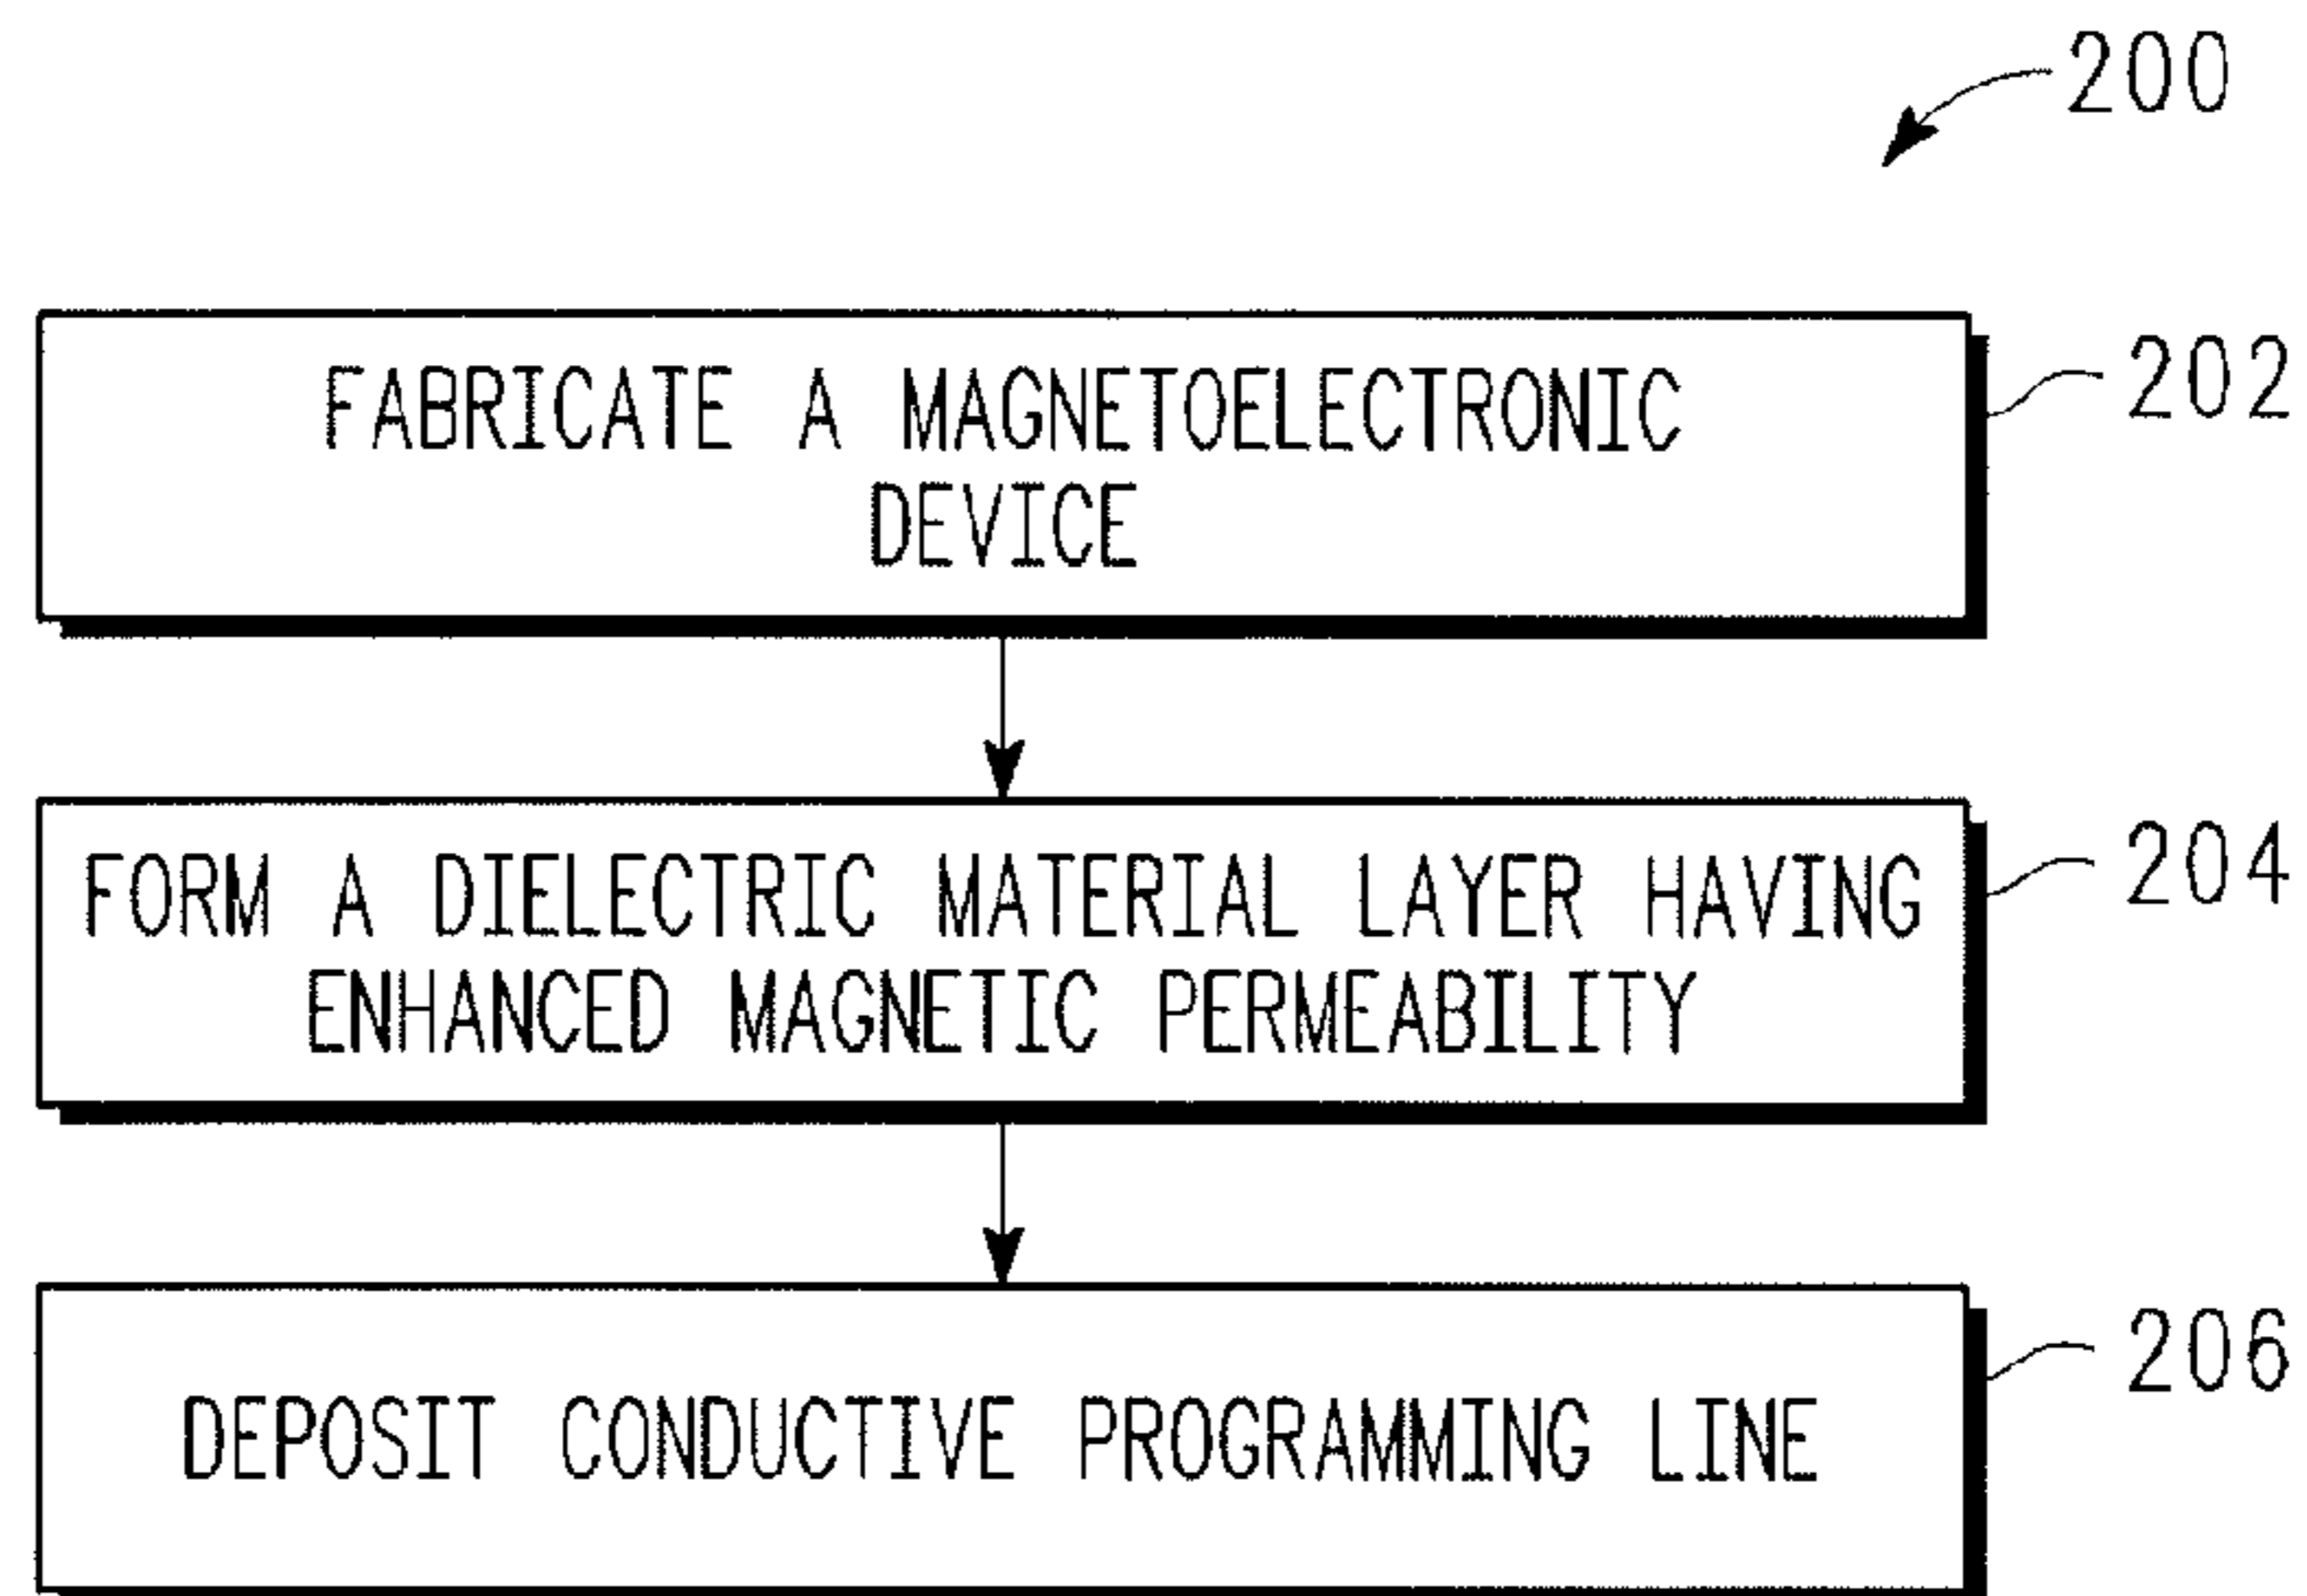 200
FABRICATE A MAGNETOELECTRONIC
DEVICE
202
FORM A DIELECTRIC MATERIAL LAYER HAVING
ENHANCED MAGNETIC PERMEABILITY
204
DEPOSIT CONDUCTIVE PROGRAMMING LINE
206